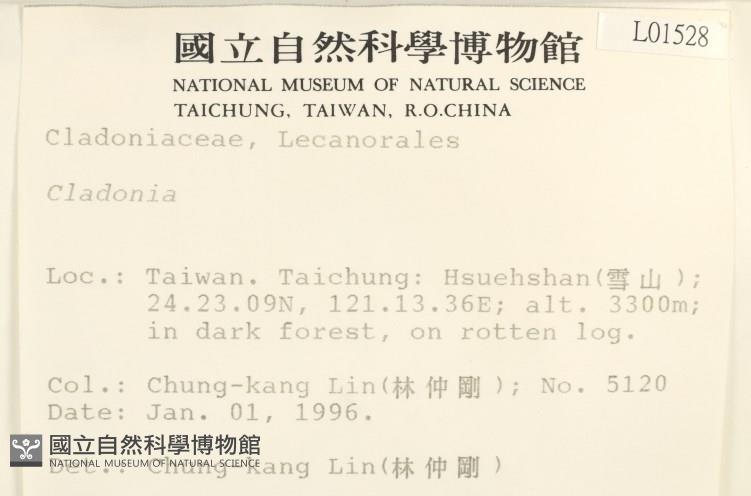 國立自然科學博物館
L01528
NATIONAL MUSEUM OF NATURAL SCIENCE
TAICHUNG, TAIWAN, R.O.CHINA
Cladoniaceae, Lecanorales
Cladonia
Loc.: Taiwan. Taichung: Hsuehshan(雪山);
24.23.09N, 121.13.36E; alt. 3300m;
in dark forest, on rotten log.
Col.: Chung-kang Lin(林仲剛); No. 5120
Date: Jan. 01, 1996.
國立自然科學博物館
NATIONAL MUSEUM OF NATURAL SCIENCE
Det.: Chung-kang Lin(林仲剛)